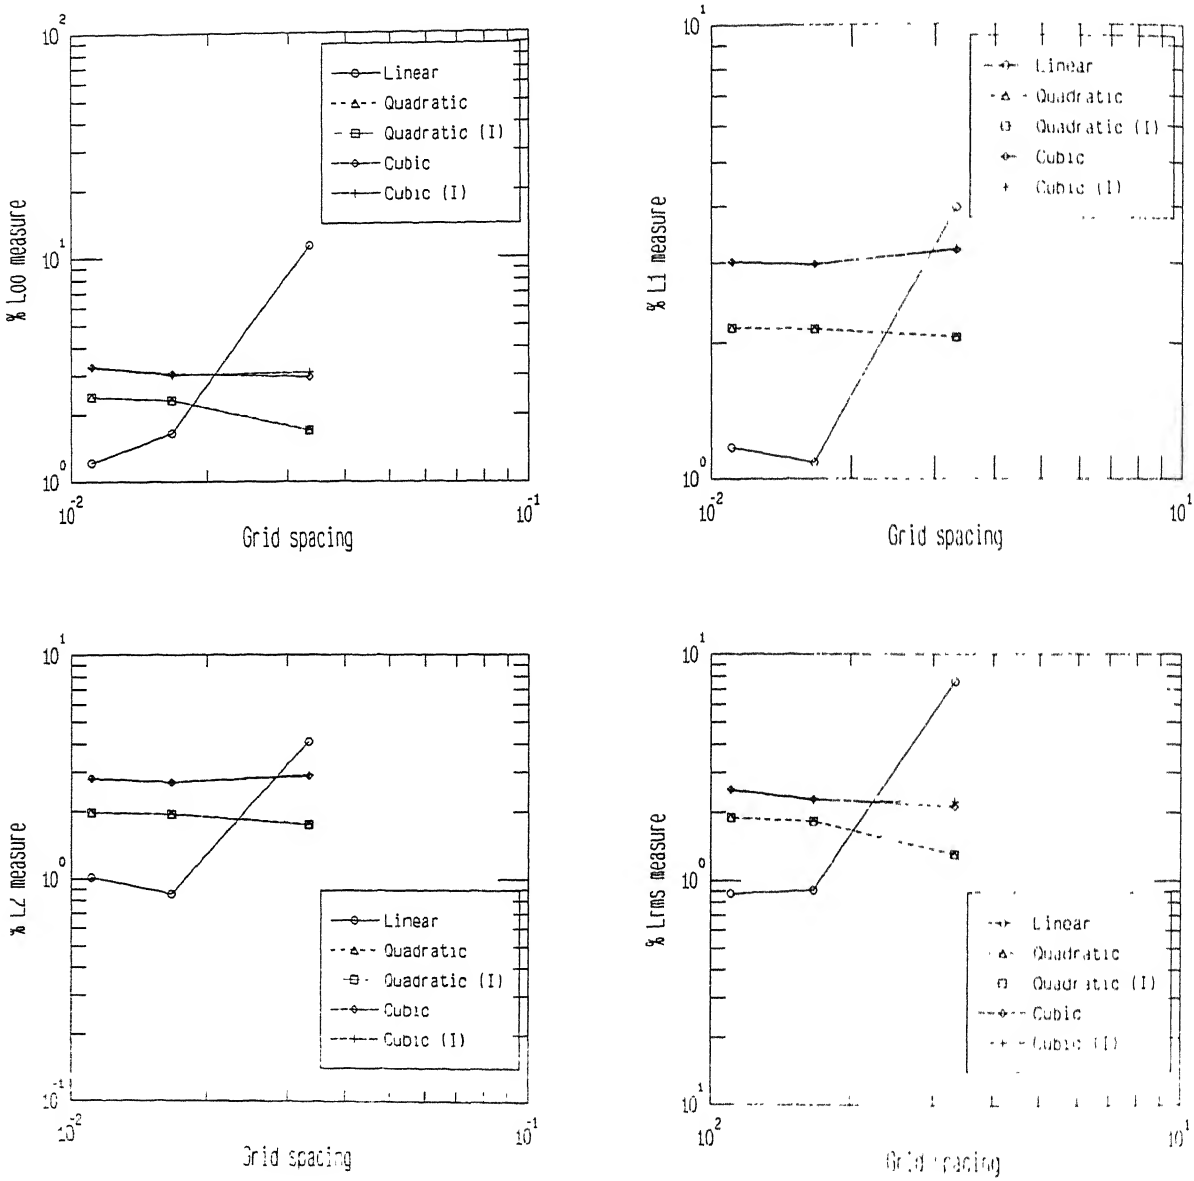 10^2
10^1
10^0
% Loo measure
Linear
Quadratic
Quadratic (I)
Cubic
Cubic (I)
10^-2
10^-1
Grid spacing
10^1
10^0
% L1 measure
Linear
Quadratic
Quadratic (I)
Cubic
Cubic (I)
10^-2
10^1
Grid spacing
10^1
10^0
10^-1
% L2 measure
Linear
Quadratic
Quadratic (I)
Cubic
Cubic (I)
10^-2
10^-1
Grid spacing
10^1
10^0
10^1
% Lrms measure
Linear
Quadratic
Quadratic (I)
Cubic
Cubic (I)
10^2
10^1
Grid spacing